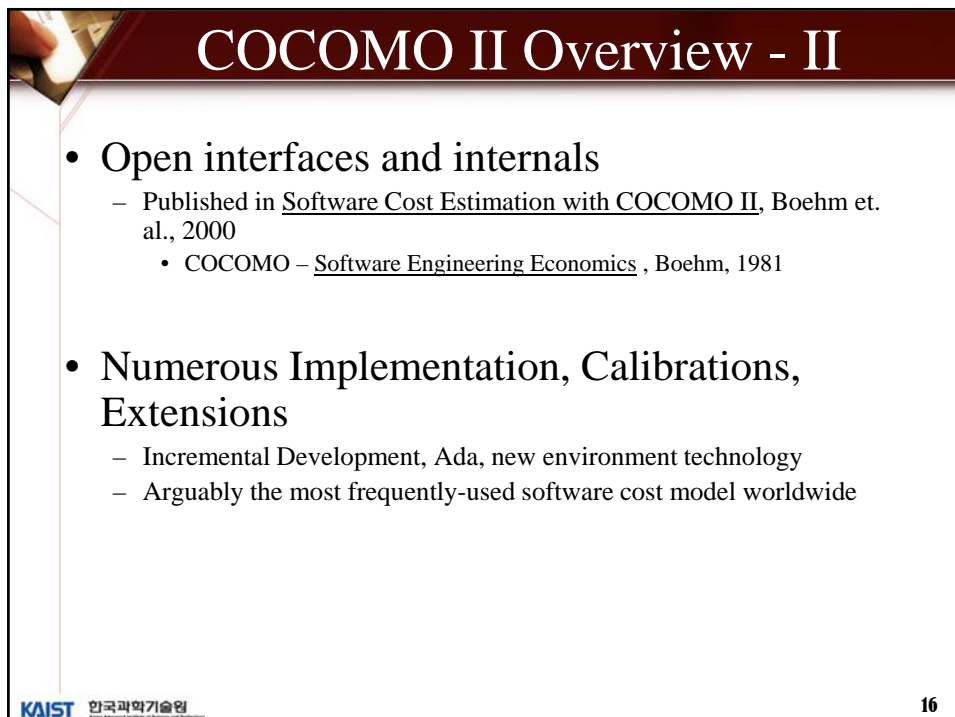 COCOMO II Overview - II
• Open interfaces and internals
– Published in Software Cost Estimation with COCOMO II, Boehm et.
al., 2000
• COCOMO – Software Engineering Economics , Boehm, 1981
• Numerous Implementation, Calibrations,
Extensions
– Incremental Development, Ada, new environment technology
– Arguably the most frequently-used software cost model worldwide
KAIST 한국과학기술원
16